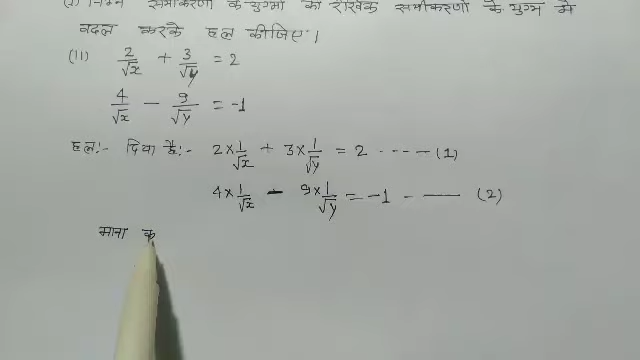 (i) निम्न समीकरणों के युग्मों को रैखिक समीकरणों के युग्म में
बदल करके हल कीजिए।
(ii) 2/√x + 3/√y = 2
4/√x - 9/√y = -1
हल:- दिया है:- 2×1/√x + 3×1/√y = 2 ---- (1)
4×1/√x - 9×1/√y = -1 - —— (2)
माना क